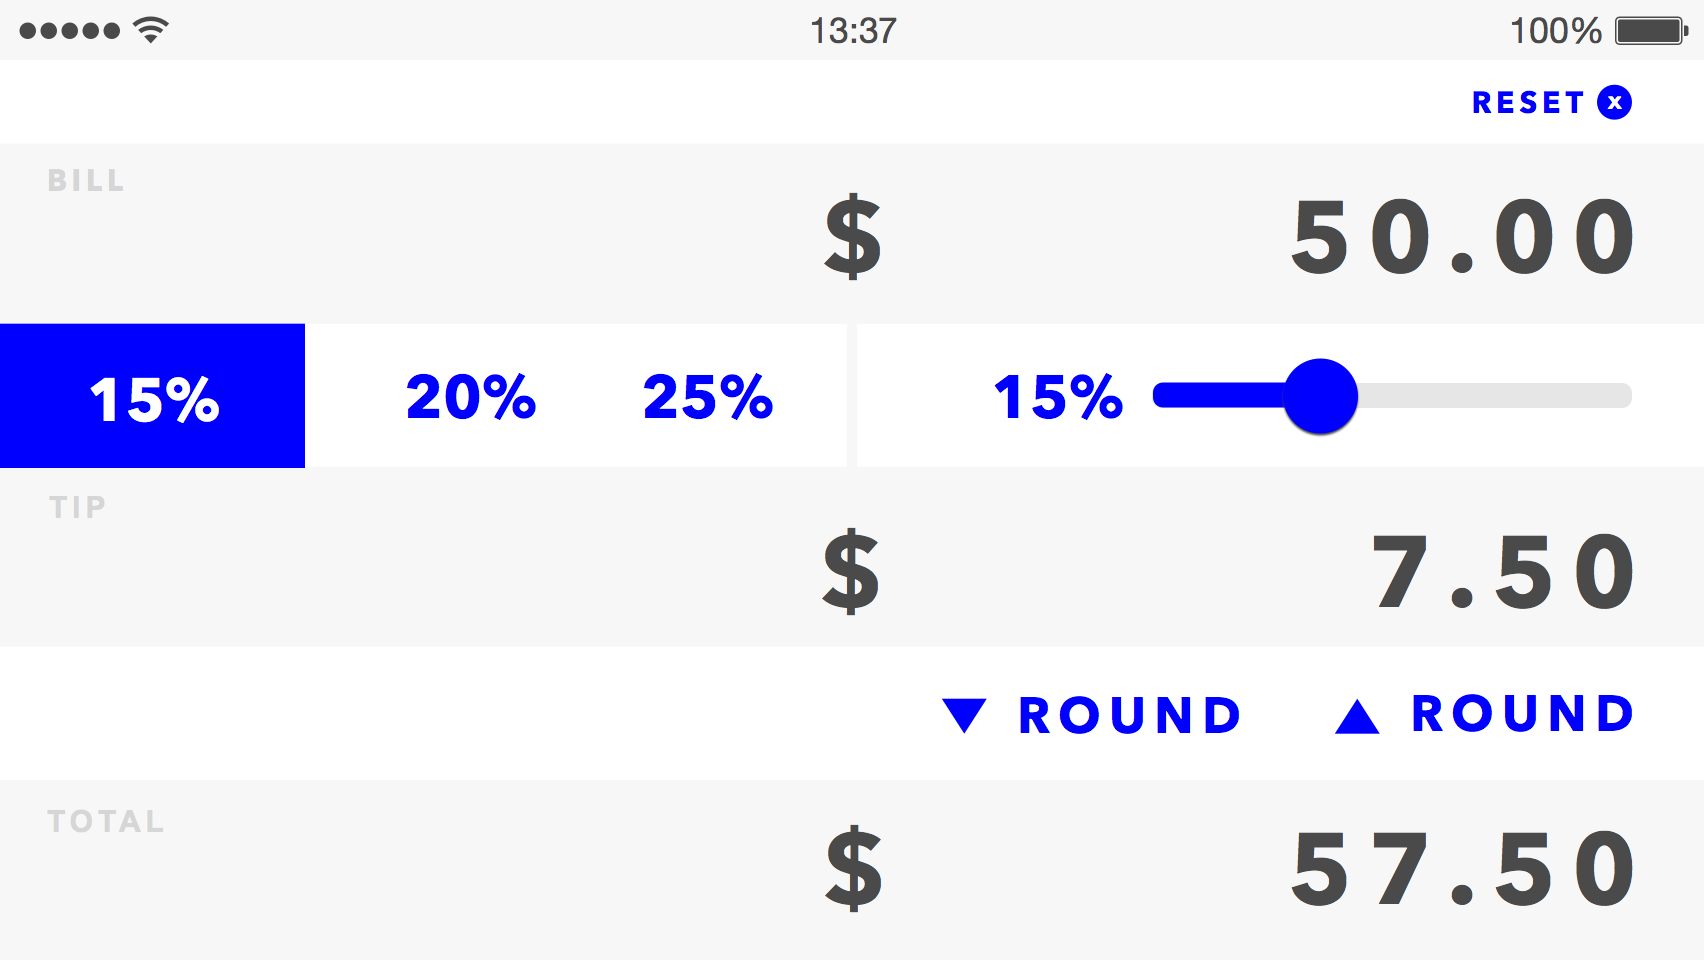 13:37 100%
RESET x
BILL
$ 50.00
15% 20% 25% 15%
TIP
$ 7.50
▼ ROUND ▲ ROUND
TOTAL
$ 57.50